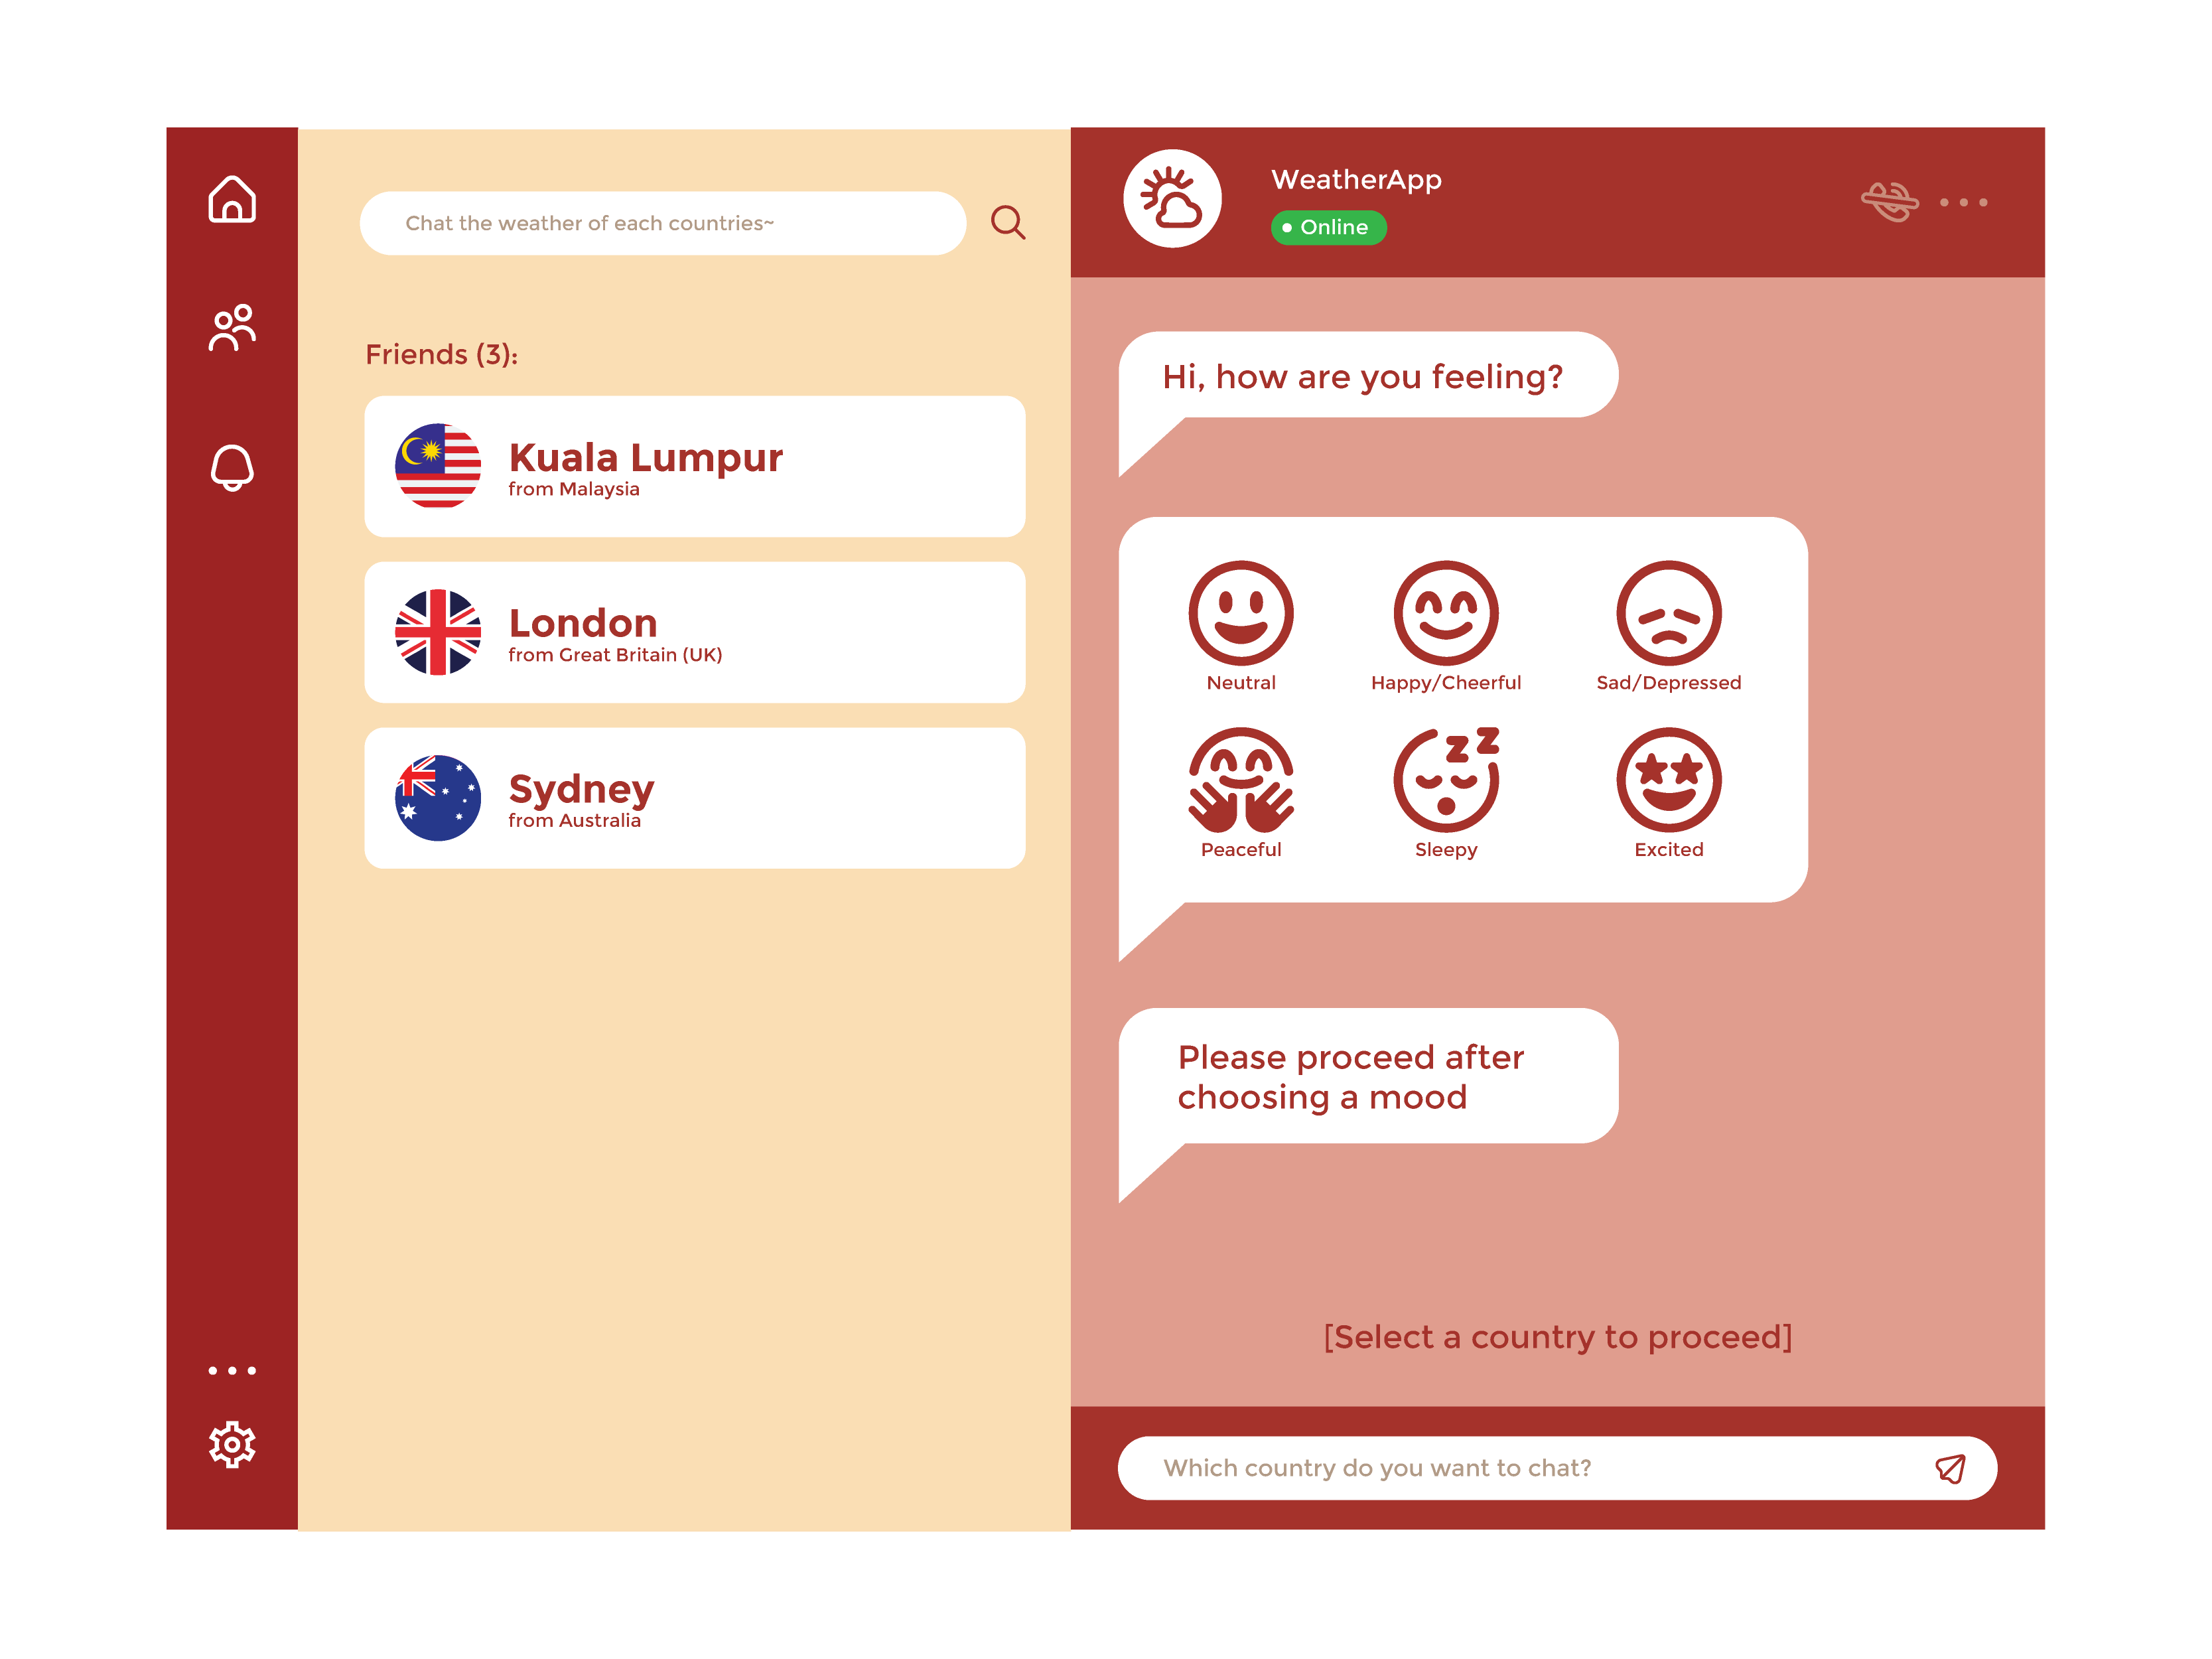 Chat the weather of each countries~
Friends (3):
Kuala Lumpur
from Malaysia
London
from Great Britain (UK)
Sydney
from Australia
WeatherApp
Online
Hi, how are you feeling?
Neutral
Happy/Cheerful
Sad/Depressed
zz
Peaceful
Sleepy
Excited
Please proceed after
choosing a mood
[Select a country to proceed]
Which country do you want to chat?